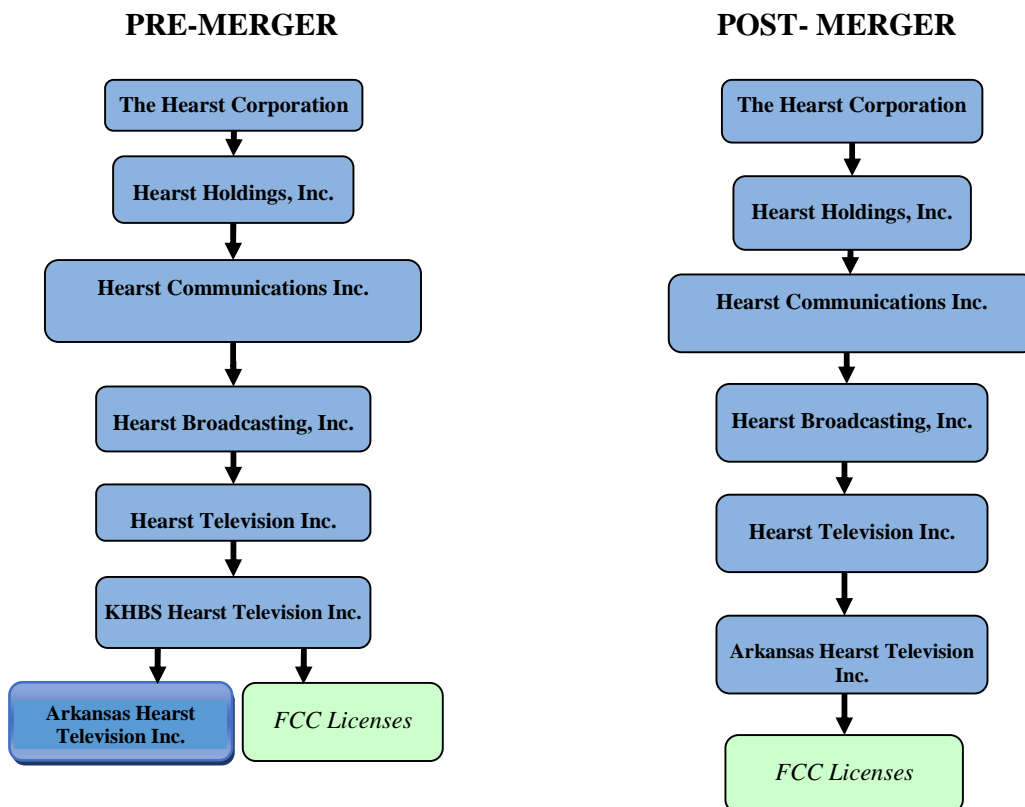 PRE-MERGER
The Hearst Corporation
Hearst Holdings, Inc.
Hearst Communications Inc.
Hearst Broadcasting, Inc.
Hearst Television Inc.
KHBS Hearst Television Inc.
Arkansas Hearst
Television Inc.
FCC Licenses
POST- MERGER
The Hearst Corporation
Hearst Holdings, Inc.
Hearst Communications Inc.
Hearst Broadcasting, Inc.
Hearst Television Inc.
Arkansas Hearst Television
Inc.
FCC Licenses